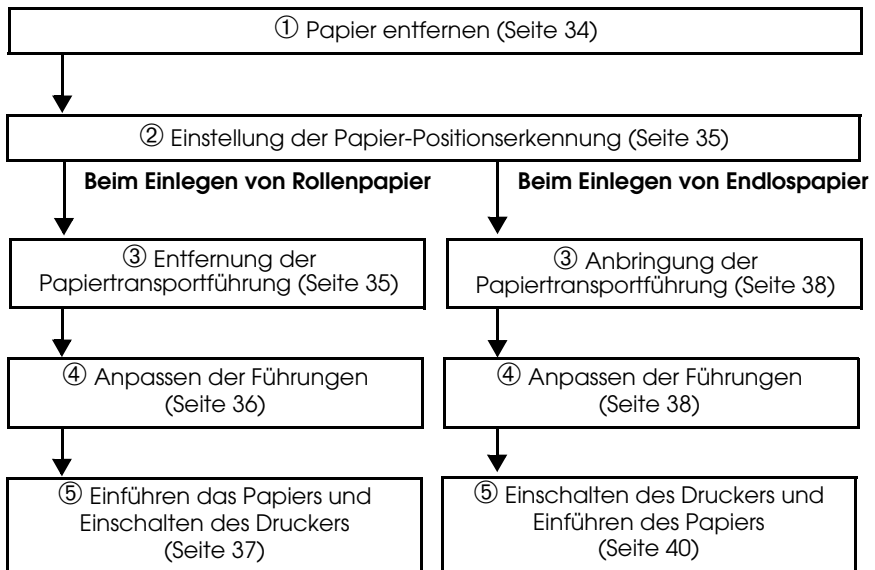 ① Papier entfernen (Seite 34)
② Einstellung der Papier-Positionserkennung (Seite 35)
Beim Einlegen von Rollenpapier
Beim Einlegen von Endlospapier
③ Entfernung der
Papiertransportführung (Seite 35)
③ Anbringung der
Papiertransportführung (Seite 38)
④ Anpassen der Führungen
(Seite 36)
④ Anpassen der Führungen
(Seite 38)
⑤ Einführen das Papiers und
Einschalten des Druckers
(Seite 37)
⑤ Einschalten des Druckers und
Einführen des Papiers
(Seite 40)